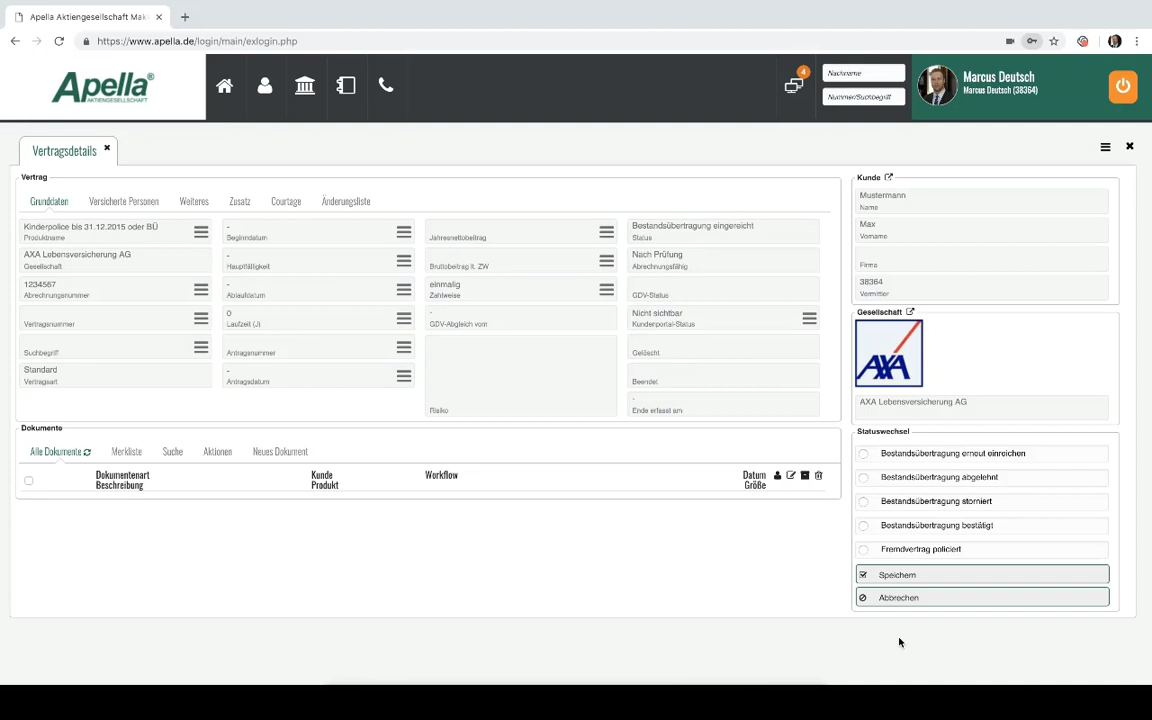 Apella Aktiengesellschaft Mak
https://www.apella.de/login/main/exlogin.php
Apella®
AKTIENGESELLSCHAFT
4
Nachname
Nummer/Suchbegriff
Marcus Deutsch
Marcus Deutsch (38364)
Vertragsdetails
Vertrag
Grunddaten Versicherte Personen Weiteres Zusatz Courtage Änderungsliste
Kinderpolice bis 31.12.2015 oder BÜ
Produktname
AXA Lebensversicherung AG
Gesellschaft
1234567
Abrechnungsnummer
Vertragsnummer
Suchbegriff
Standard
Vertragsart
-
Beginndatum
-
Hauptfälligkeit
-
Ablaufdatum
0
Laufzeit (J)
Antragsnummer
-
Antragsdatum
Jahresnettobeitrag
Bruttobeitrag lt. ZW
einmalig
Zahlweise
-
GDV-Abgleich vom
Risiko
Bestandsübertragung eingereicht
Status
Nach Prüfung
Abrechnungsfähig
GDV-Status
Nicht sichtbar
Kundenportal-Status
Gelöscht
Beendet
-
Ende erfasst am
Kunde
Mustermann
Name
Max
Vorname
Firma
38364
Vermittler
Gesellschaft
AXA
AXA Lebensversicherung AG
Statuswechsel
Bestandsübertragung erneut einreichen
Bestandsübertragung abgelehnt
Bestandsübertragung storniert
Bestandsübertragung bestätigt
Fremdvertrag policiert
Speichern
Abbrechen
Dokumente
Alle Dokumente Merkliste Suche Aktionen Neues Dokument
Dokumentenart Kunde Workflow Datum
Beschreibung Produkt Größe